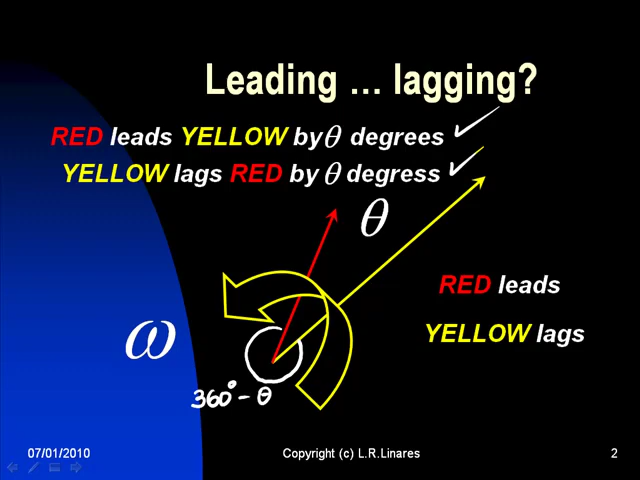 Leading … lagging?
RED leads YELLOW by θ degrees
YELLOW lags RED by θ degress
θ
RED leads
ω
YELLOW lags
360° - θ
07/01/2010
Copyright (c) L.R.Linares
2